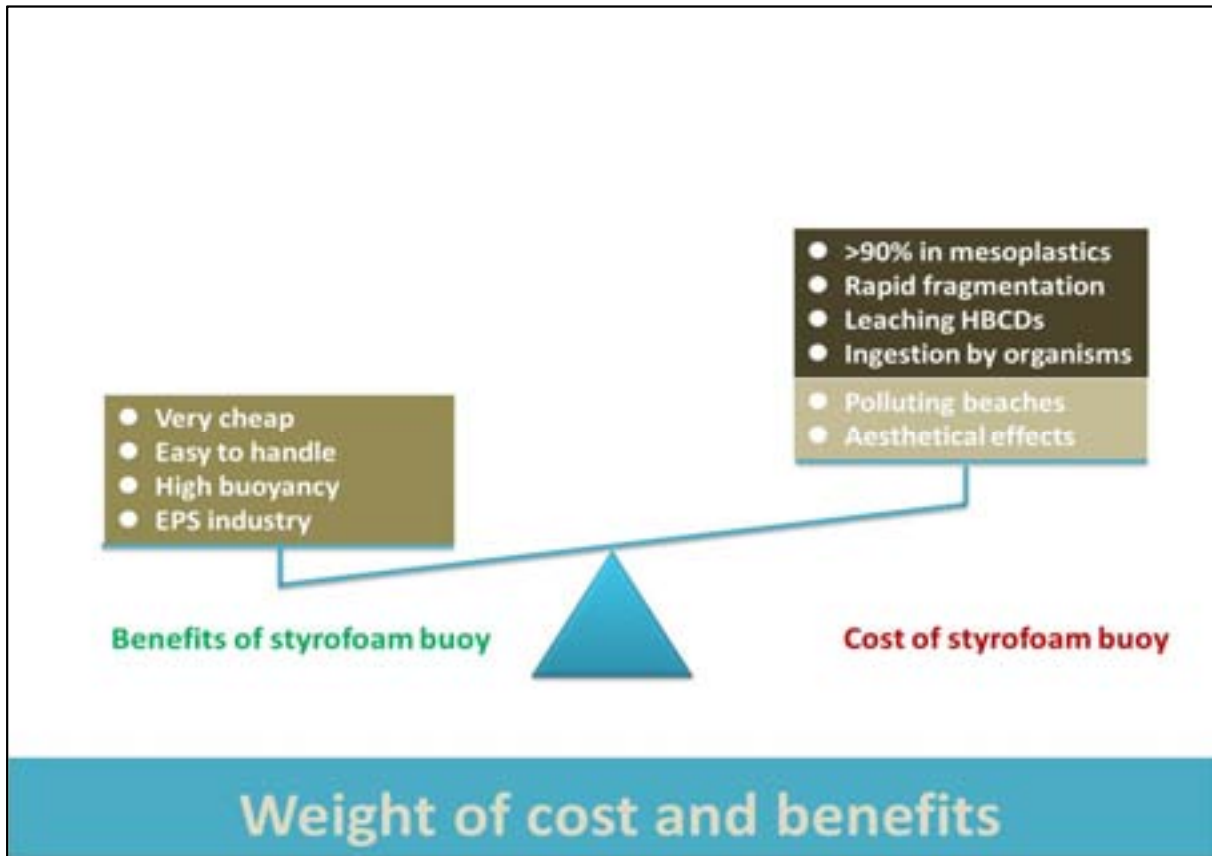 ● >90% in mesoplastics
● Rapid fragmentation
● Leaching HBCDs
● Ingestion by organisms
● Polluting beaches
● Aesthetical effects
● Very cheap
● Easy to handle
● High buoyancy
● EPS industry
Benefits of styrofoam buoy
Cost of styrofoam buoy
Weight of cost and benefits